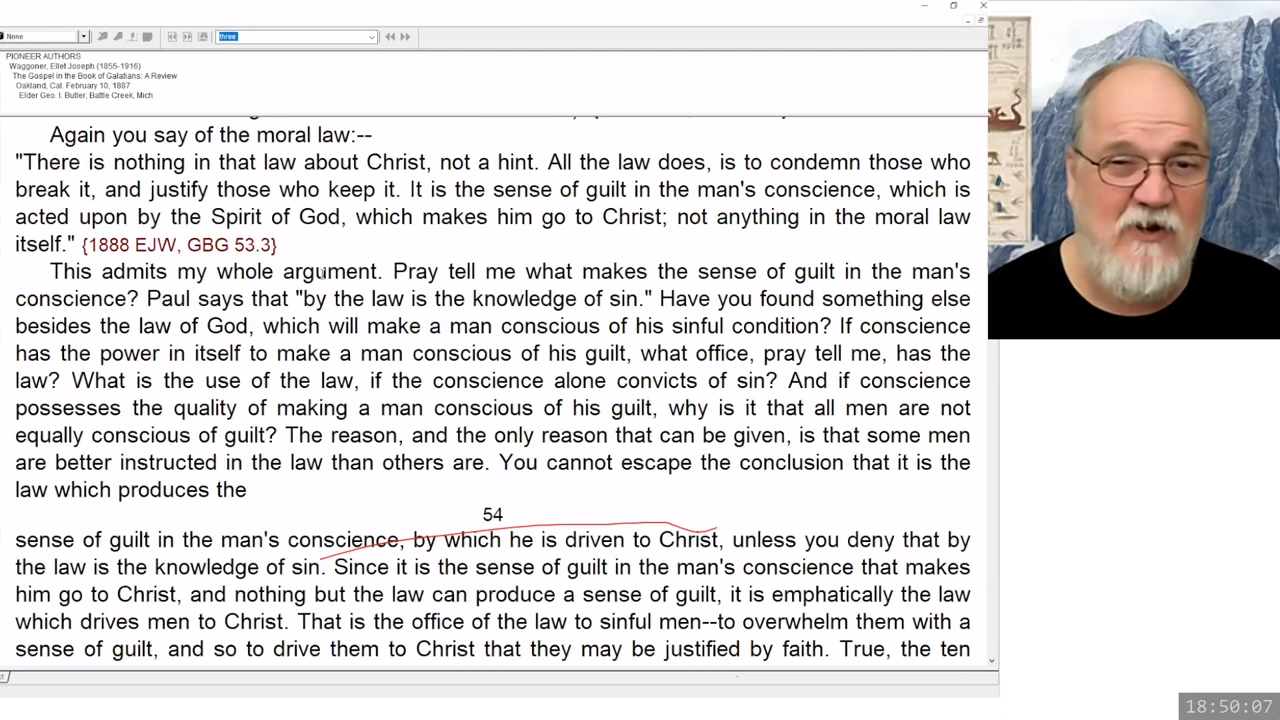 None
three
PIONEER AUTHORS
Waggoner, Ellet Joseph (1855-1916)
The Gospel in the Book of Galatians: A Review
Oakland, Cal. February 10, 1887
Elder Geo. I. Butler, Battle Creek, Mich
Again you say of the moral law:--
"There is nothing in that law about Christ, not a hint. All the law does, is to condemn those who
break it, and justify those who keep it. It is the sense of guilt in the man's conscience, which is
acted upon by the Spirit of God, which makes him go to Christ; not anything in the moral law
itself." {1888 EJW, GBG 53.3}
This admits my whole argument. Pray tell me what makes the sense of guilt in the man's
conscience? Paul says that "by the law is the knowledge of sin." Have you found something else
besides the law of God, which will make a man conscious of his sinful condition? If conscience
has the power in itself to make a man conscious of his guilt, what office, pray tell me, has the
law? What is the use of the law, if the conscience alone convicts of sin? And if conscience
possesses the quality of making a man conscious of his guilt, why is it that all men are not
equally conscious of guilt? The reason, and the only reason that can be given, is that some men
are better instructed in the law than others are. You cannot escape the conclusion that it is the
law which produces the
54
sense of guilt in the man's conscience, by which he is driven to Christ, unless you deny that by
the law is the knowledge of sin. Since it is the sense of guilt in the man's conscience that makes
him go to Christ, and nothing but the law can produce a sense of guilt, it is emphatically the law
which drives men to Christ. That is the office of the law to sinful men--to overwhelm them with a
sense of guilt, and so to drive them to Christ that they may be justified by faith. True, the ten
18:50:07